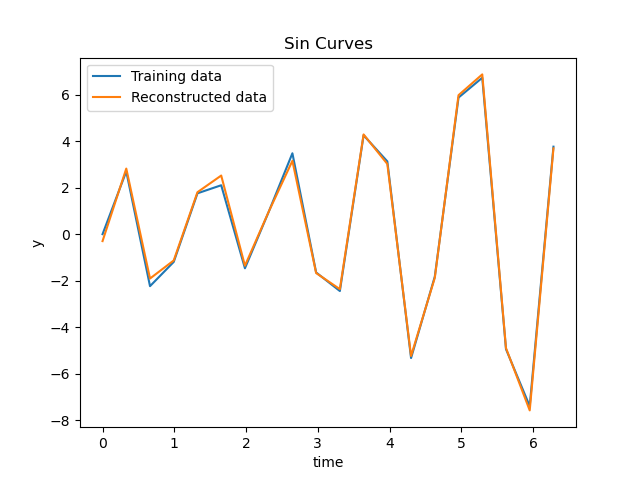 Sin Curves
Training data
Reconstructed data
6
4
2
0
−2
−4
−6
−8
y
0 1 2 3 4 5 6
time